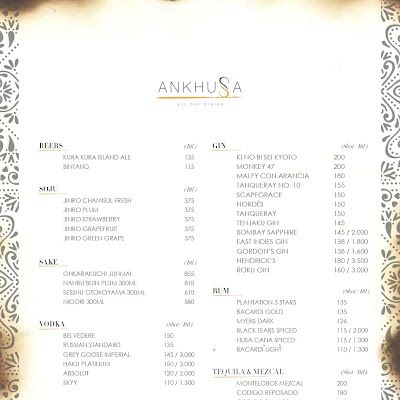 ANKHUSA
ALL DAY DINING
BEERS (Btl)
KURA KURA ISLAND ALE 135
BINTANG 115
SOJU (Btl)
JINRO CHAMSUL FRESH 375
JINRO PLUM 375
JINRO STRAWBERRY 375
JINRO GRAPEFRUIT 375
JINRO GREEN GRAPE 375
SAKE (Btl)
OHKARAKUCHI JUNMAI 855
NANBU BIJIN PLUM 300ML 810
SESSHU OTOKOYAMA 300ML 610
NIGORI 300ML 580
VODKA (Shot/Btl)
BELVEDERE 150
RUSSIAN STANDARD 135
GREY GOOSE IMPERIAL 145 / 3.000
HAKU PLATINUM 150 / 3.000
ABSOLUT 120 / 2.000
SKYY 110 / 1.300
GIN (Shot/Btl)
KI NO BI SEI KYOTO 200
MONKEY 47 200
MALFY CON ARANCIA 180
TANQUERAY NO. 10 155
SCAPEGRACE 150
NORDÉS 150
TANQUERAY 150
TENJAKU GIN 145
BOMBAY SAPPHIRE 145 / 2.000
EAST INDIES GIN 138 / 1.800
GORDON'S GIN 138 / 1.600
HENDRICK'S 180 / 3.500
ROKU GIN 160 / 3.000
RUM (Shot/Btl)
PLANTATION 3 STARS 135
BACARDI GOLD 135
MYERS DARK 126
BLACK TEARS SPICED 115 / 2.000
NUSA CANA SPICED 115 / 1.300
v BACARDI LIGHT 110 / 1.300
TEQUILA & MEZCAL (Shot/Btl)
MONTELOBOS MEZCAL 200
CODIGO REPOSADO 200